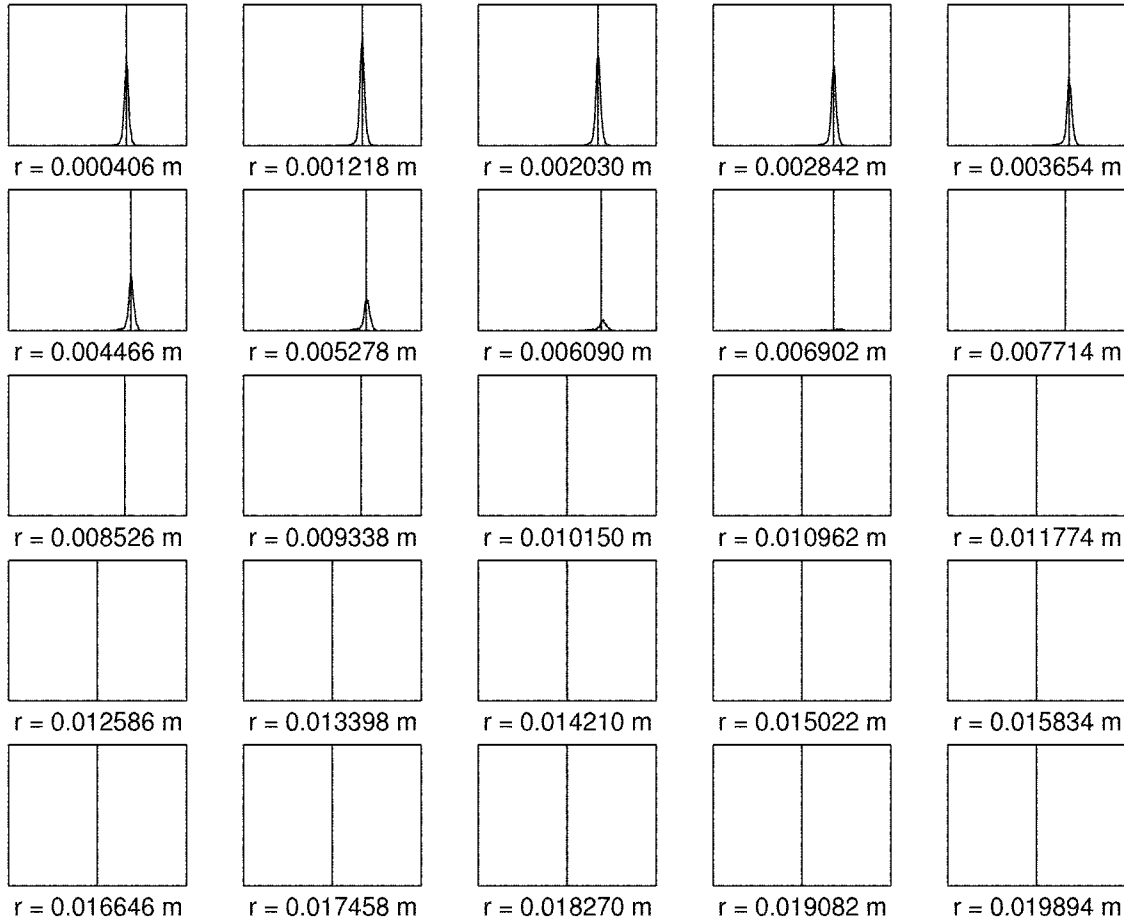 r = 0.000406 m r = 0.001218 m r = 0.002030 m r = 0.002842 m r = 0.003654 m
r = 0.004466 m r = 0.005278 m r = 0.006090 m r = 0.006902 m r = 0.007714 m
r = 0.008526 m r = 0.009338 m r = 0.010150 m r = 0.010962 m r = 0.011774 m
r = 0.012586 m r = 0.013398 m r = 0.014210 m r = 0.015022 m r = 0.015834 m
r = 0.016646 m r = 0.017458 m r = 0.018270 m r = 0.019082 m r = 0.019894 m